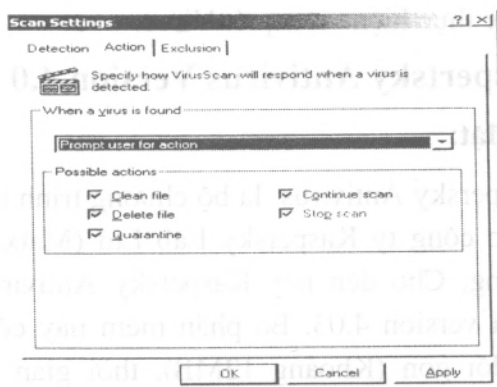 Scan Settings
Detection Action Exclusion
Specify how VirusScan will respond when a virus is
detected.
When a virus is found
Prompt user for action
Possible actions
Clean file Continue scan
Delete file Stop scan
Quarantine
OK Cancel Apply